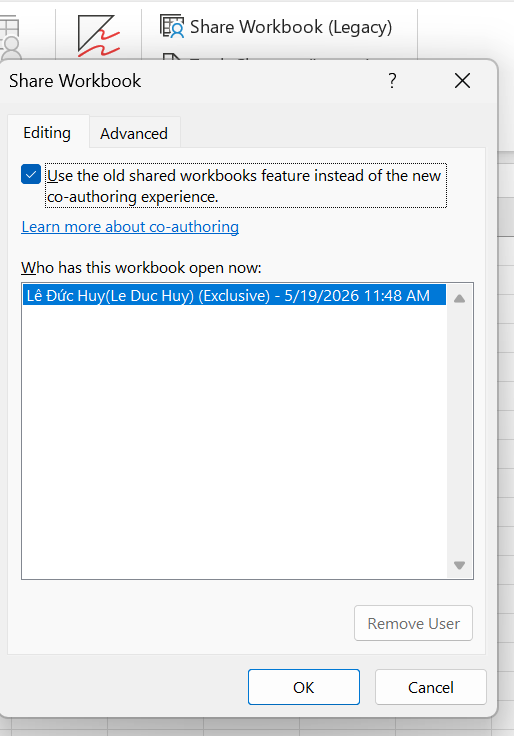 Share Workbook (Legacy)
Share Workbook
?
Editing
Advanced
Use the old shared workbooks feature instead of the new
co-authoring experience.
Learn more about co-authoring
Who has this workbook open now:
Lê Đức Huy(Le Duc Huy) (Exclusive) - 5/19/2026 11:48 AM
Remove User
OK
Cancel